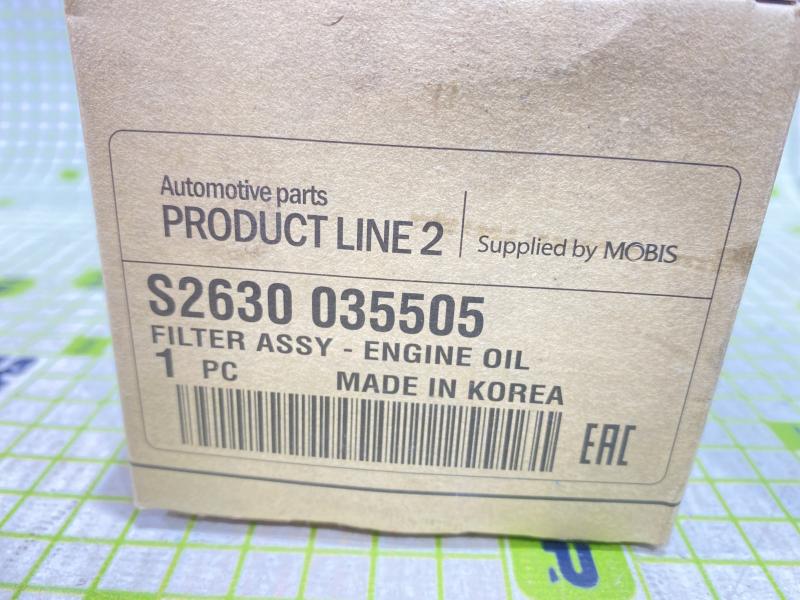 Automotive parts
PRODUCT LINE 2
Supplied by MOBIS
S2630 035505
FILTER ASSY - ENGINE OIL
1 PC
MADE IN KOREA
EAC